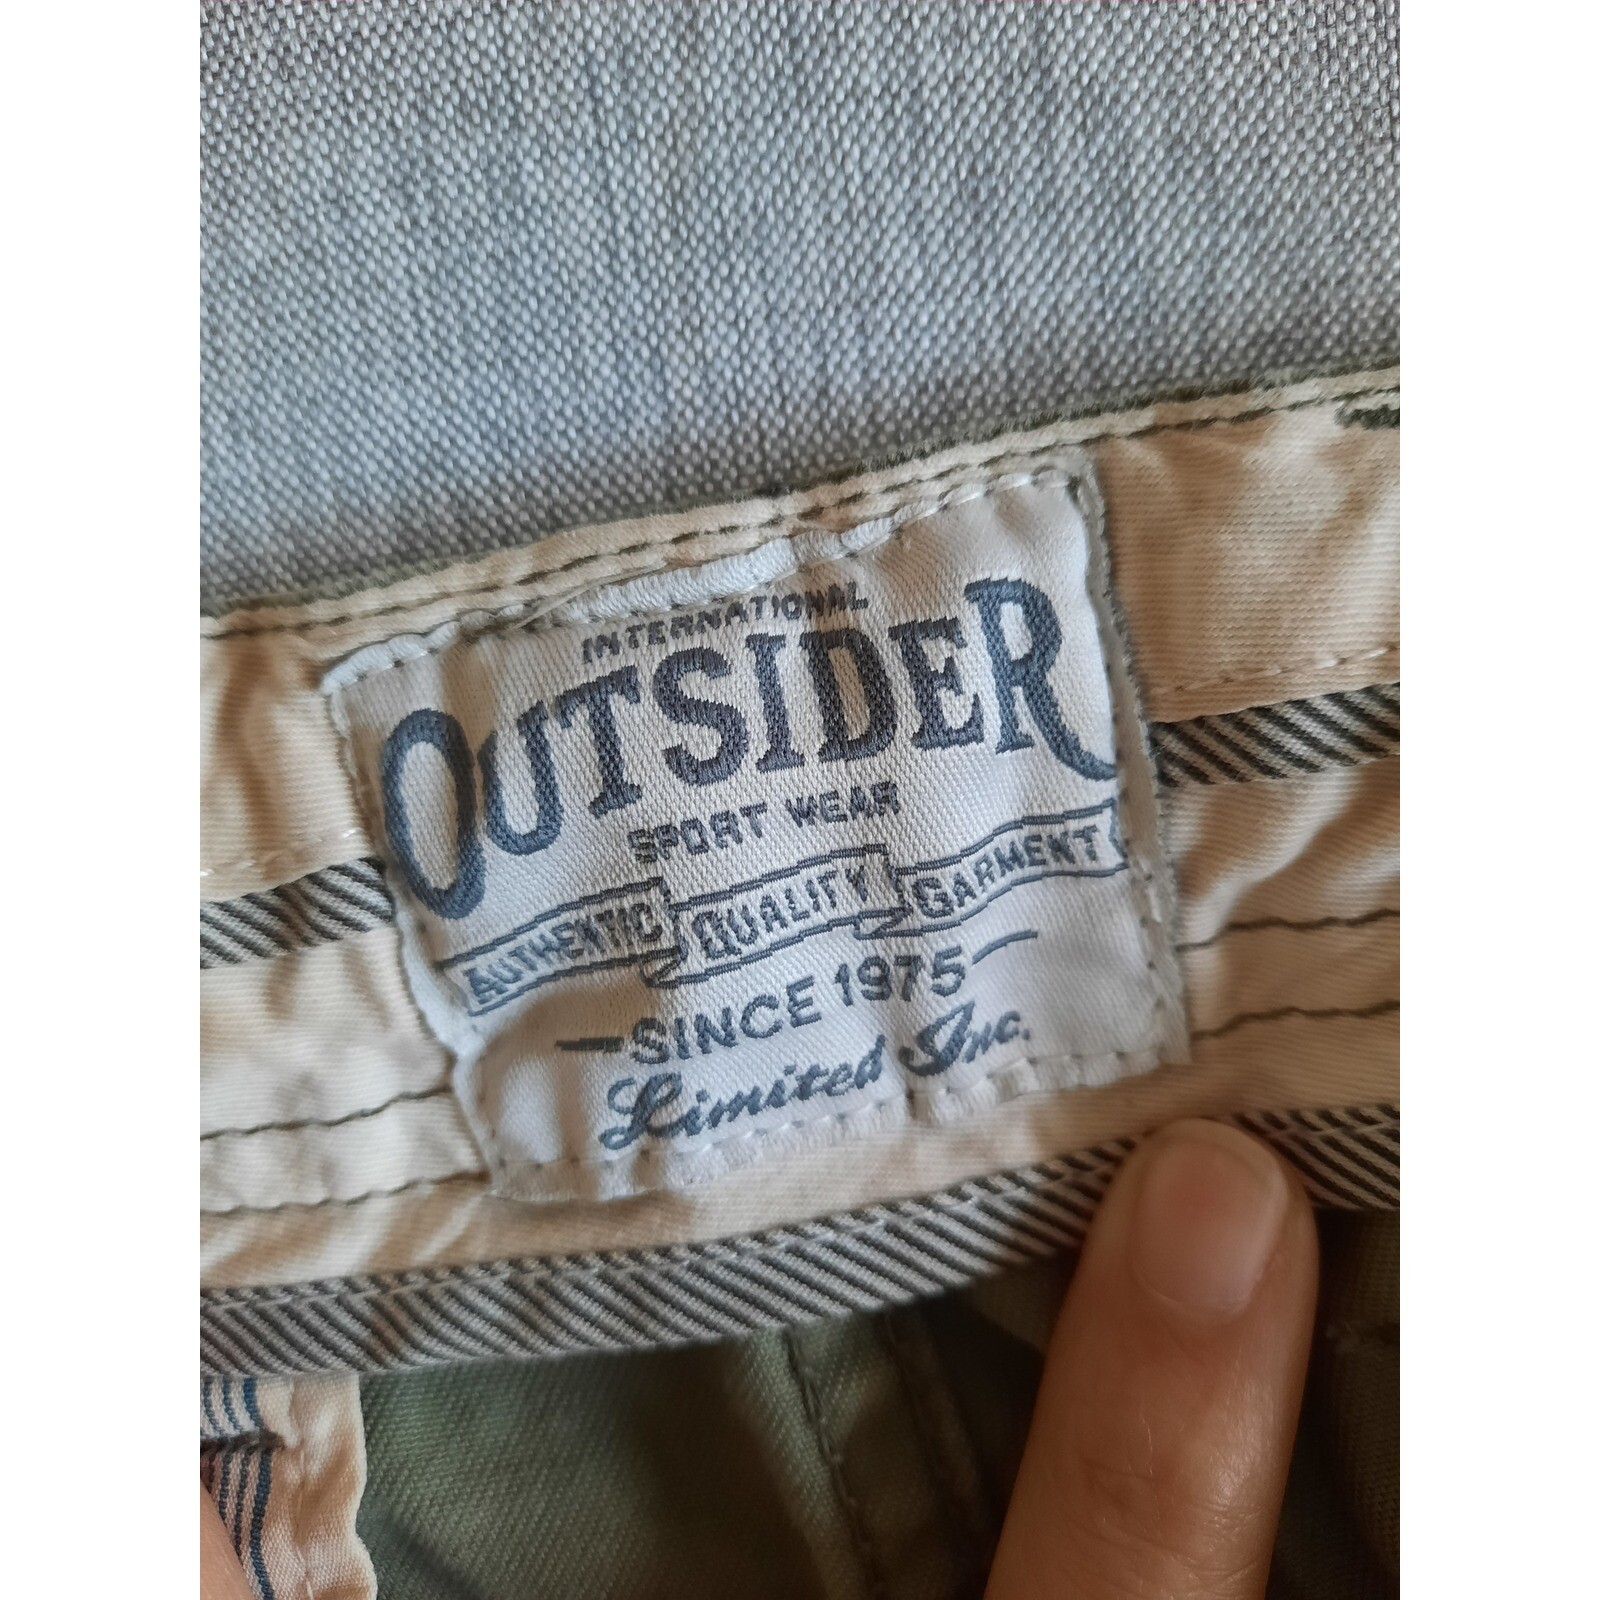 INTERNATIONAL
OUTSIDER
SPORT WEAR
AUTHENTIC QUALITY GARMENT
SINCE 1975
Limited Inc.